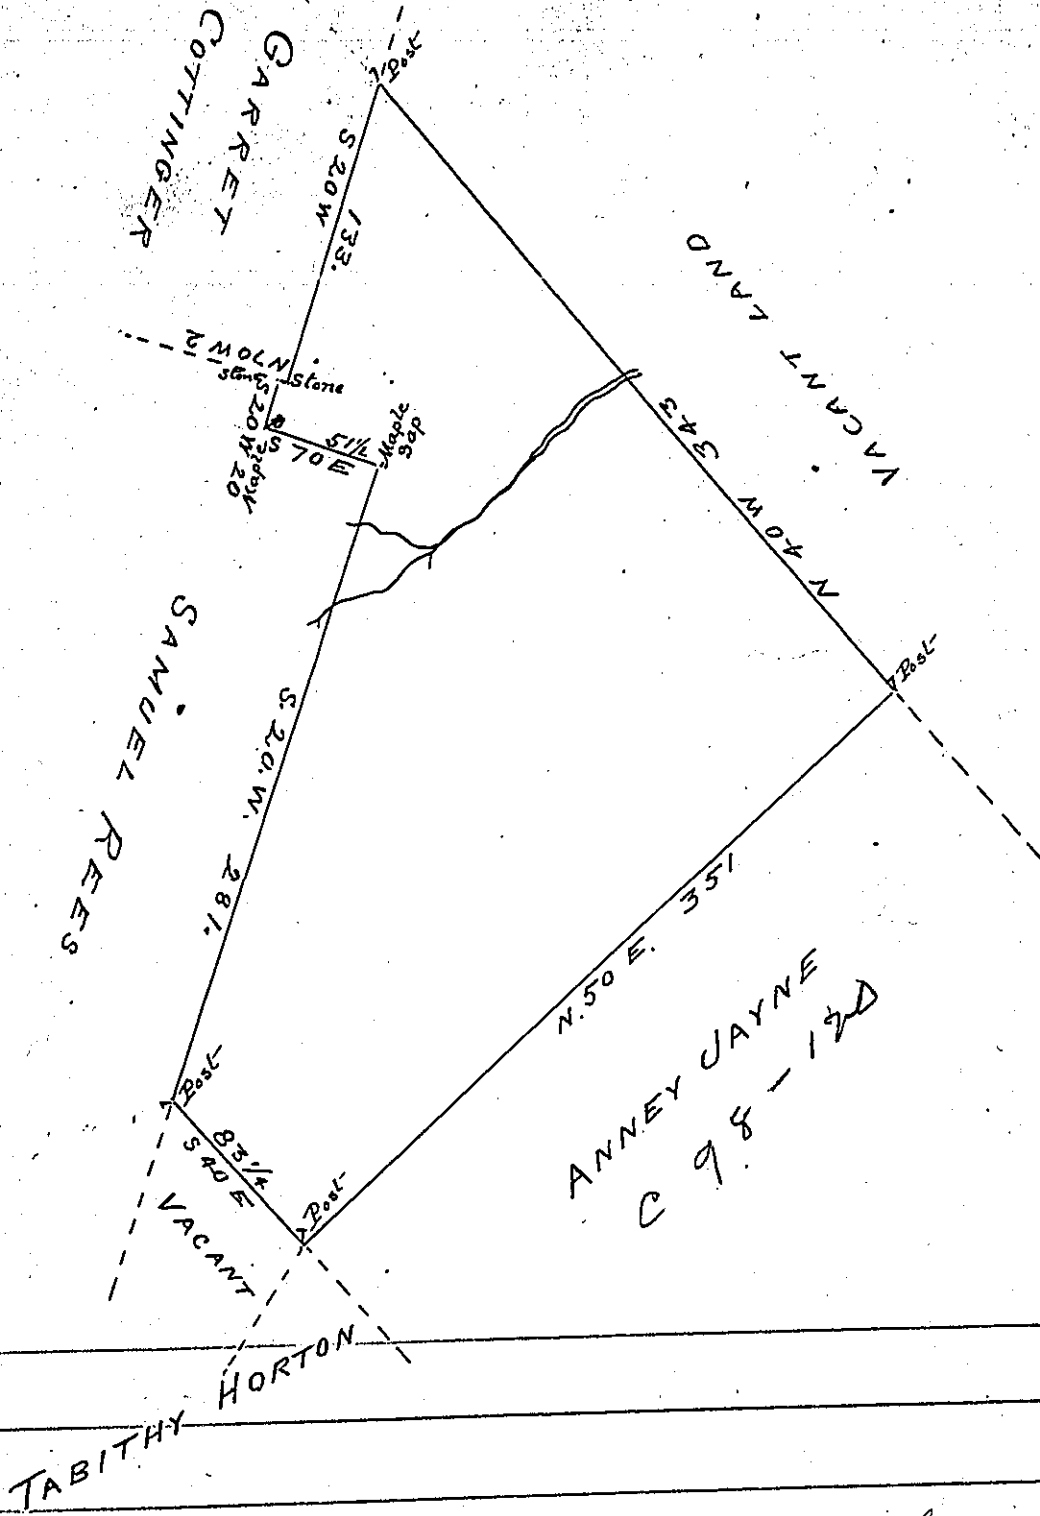 GARRET
COTTINGER
Post
S 20 W 133.
N 70 W 2
Stone
Stone
S 20 W 20
Maple
S 70 E
51 1/2
Maple
Sap
VACANT LAND
N 40 W 343
Post
SAMUEL REES
S. 20. W. 281.
N. 50 E. 351
ANNEY JAYNE
C 98-
Post
83 1/4
S 40 E
Post
VACANT
TABITHY HORTON